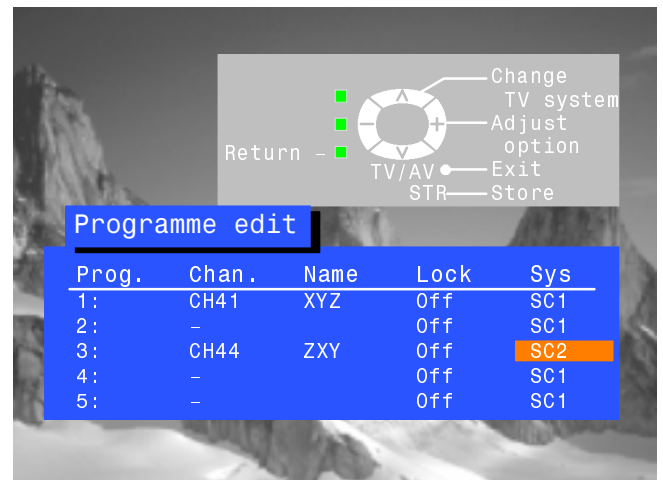 Change
TV system
Adjust
option
Return –
TV/AV
Exit
STR
Store
Programme edit
Prog. Chan. Name Lock Sys
1: CH41 XYZ Off SC1
2: – Off SC1
3: CH44 ZXY Off SC2
4: – Off SC1
5: – Off SC1